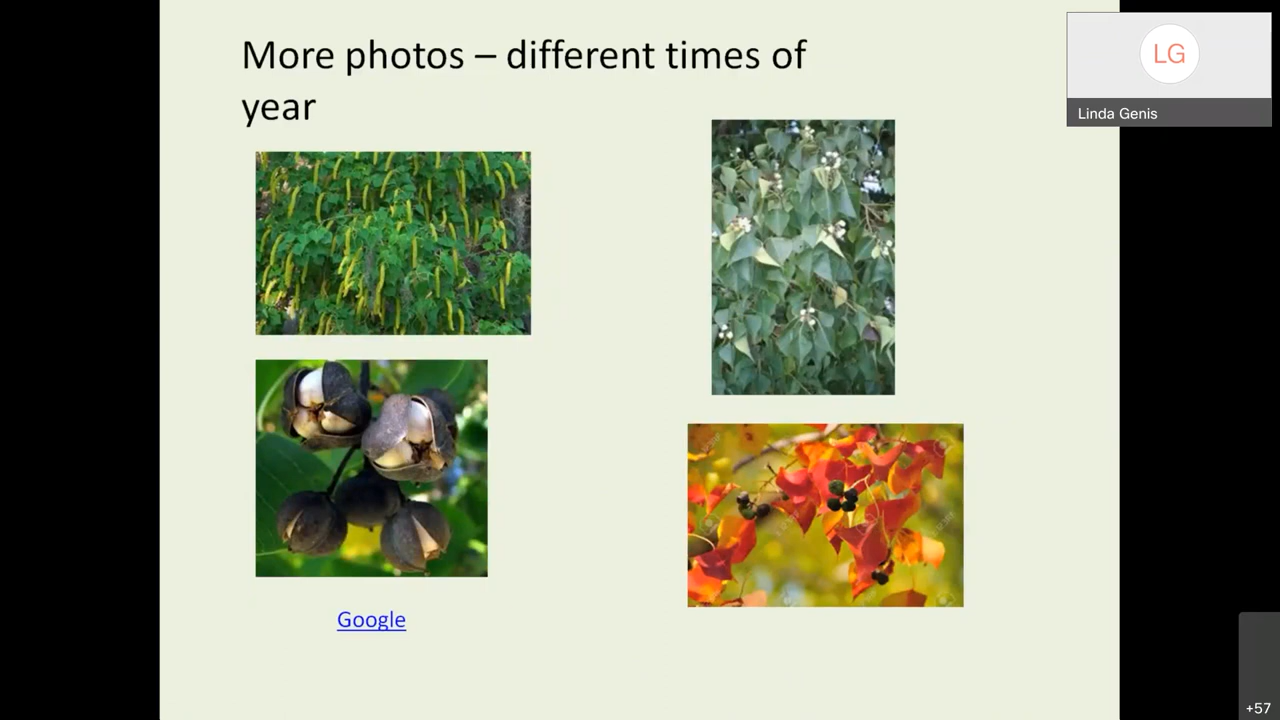 More photos – different times of
year
LG
Linda Genis
Google
+57